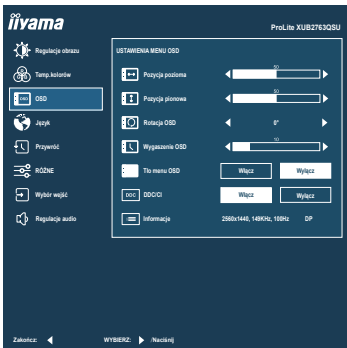 iiyama
ProLite XUB2763QSU
Regulacje obrazu
Temp.kolorów
OSD
OSD
Język
Przywróć
RÓŻNE
Wybór wejść
Regulacje audio
USTAWIENIA MENU OSD
Pozycja pozioma
50
Pozycja pionowa
50
Rotacja OSD
0°
Wygaszenie OSD
10
Tło menu OSD
Włącz
Wyłącz
DDC
DDC/CI
Włącz
Wyłącz
Informacje
2560x1440, 149KHz, 100Hz DP
Zakończ:
WYBIERZ: /Naciśnij